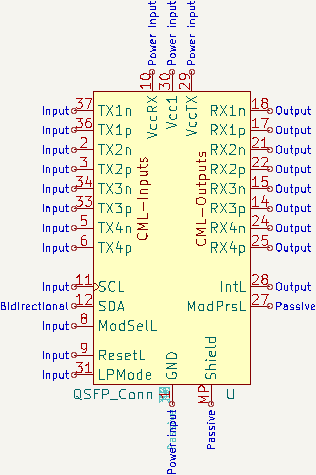 Power Input
Power Input
Power Input
10
30
29
VccRX
Vcc1
VccTX
Input 37 TX1n RX1n 18 Output
Input 36 TX1p RX1p 17 Output
Input 2 TX2n RX2n 21 Output
Input 3 TX2p RX2p 22 Output
Input 34 TX3n RX3n 15 Output
Input 33 TX3p RX3p 14 Output
Input 5 TX4n RX4n 24 Output
Input 6 TX4p RX4p 25 Output
CML-Inputs
CML-Outputs
Input 11 SCL IntL 28 Output
Bidirectional 12 SDA ModPrsL 27 Passive
Input 8 ModSelL
Input 9 ResetL
Input 31 LPMode
GND
Shield
QSFP_Conn
MP
U
Power Input
Passive